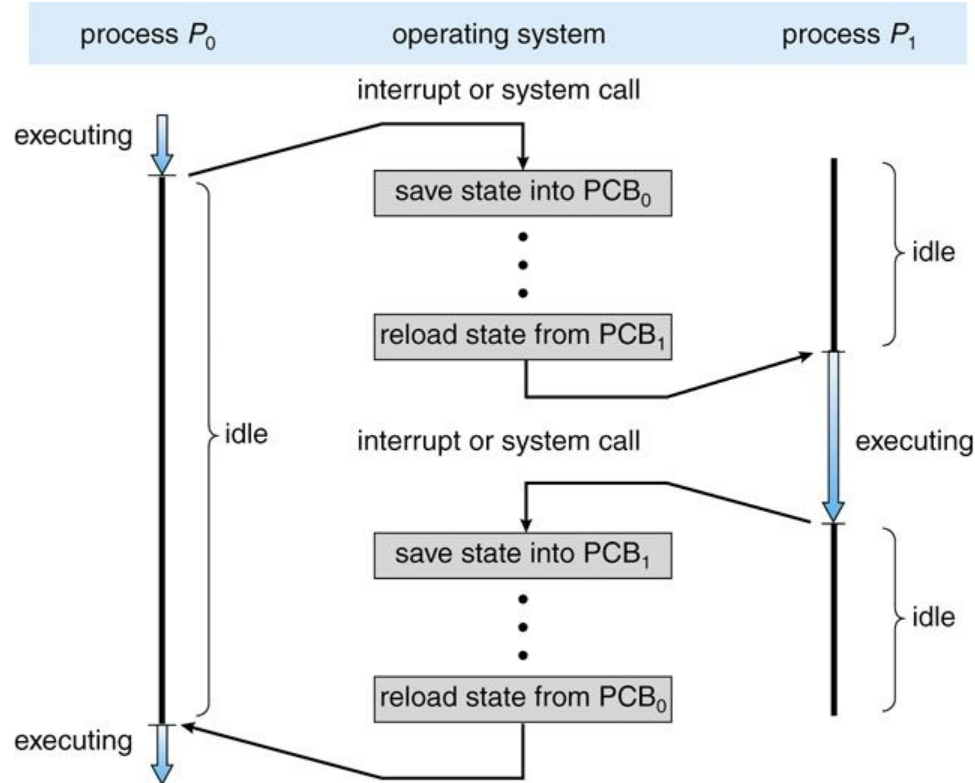 process P₀ operating system process P₁
interrupt or system call
executing
save state into PCB₀
idle
reload state from PCB₁
idle
interrupt or system call
executing
save state into PCB₁
idle
reload state from PCB₀
executing